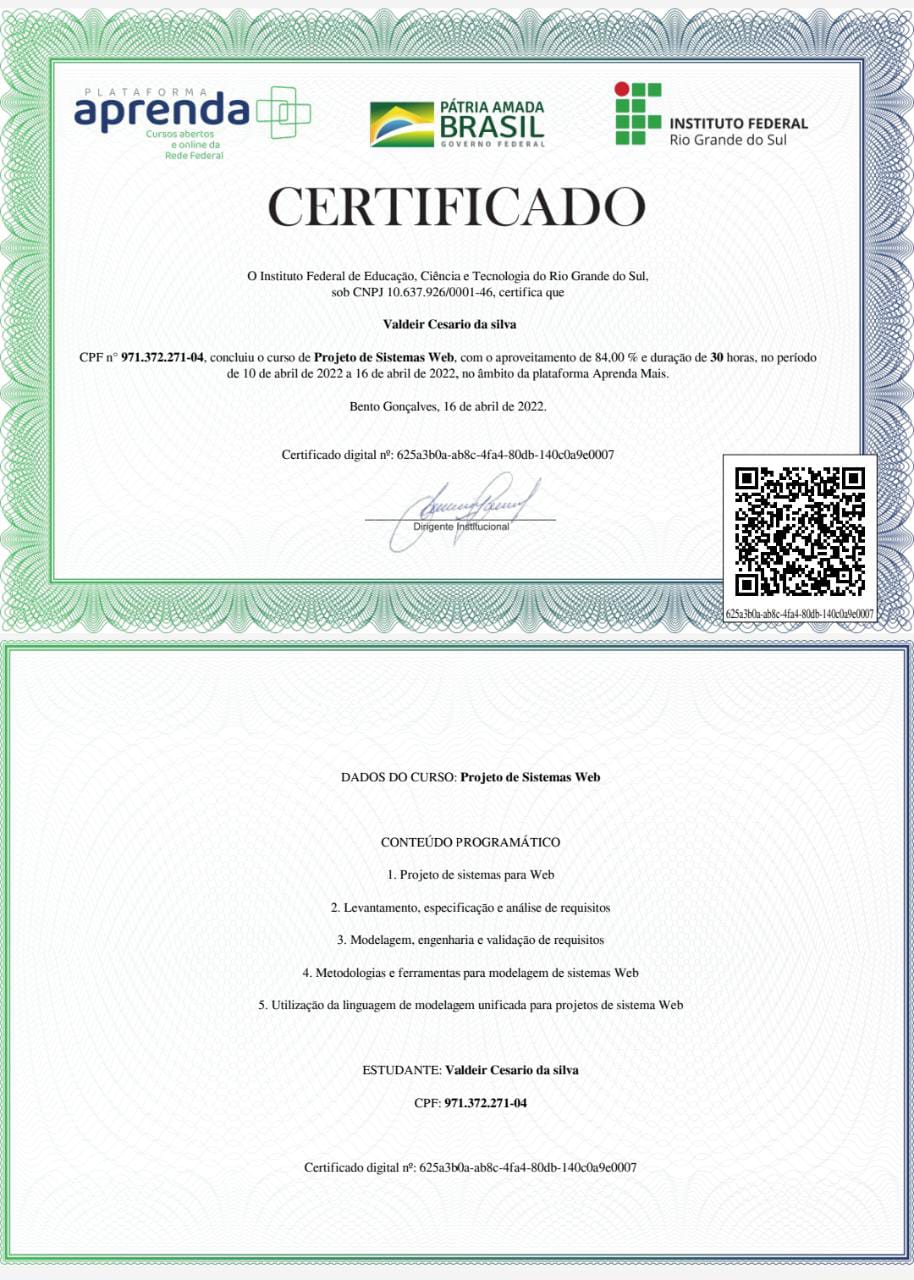 PLATAFORMA
aprenda
Cursos abertos
e online da
Rede Federal
PÁTRIA AMADA
BRASIL
GOVERNO FEDERAL
INSTITUTO FEDERAL
Rio Grande do Sul
CERTIFICADO
O Instituto Federal de Educação, Ciência e Tecnologia do Rio Grande do Sul,
sob CNPJ 10.637.926/0001-46, certifica que
Valdeir Cesario da silva
CPF n° 971.372.271-04, concluiu o curso de Projeto de Sistemas Web, com o aproveitamento de 84,00 % e duração de 30 horas, no período
de 10 de abril de 2022 a 16 de abril de 2022, no âmbito da plataforma Aprenda Mais.
Bento Gonçalves, 16 de abril de 2022.
Certificado digital nº: 625a3b0a-ab8c-4fa4-80db-140c0a9e0007
Dirigente Institucional
625a3b0a-ab8c-4fa4-80db-140c0a9e0007
DADOS DO CURSO: Projeto de Sistemas Web
CONTEÚDO PROGRAMÁTICO
1. Projeto de sistemas para Web
2. Levantamento, especificação e análise de requisitos
3. Modelagem, engenharia e validação de requisitos
4. Metodologias e ferramentas para modelagem de sistemas Web
5. Utilização da linguagem de modelagem unificada para projetos de sistema Web
ESTUDANTE: Valdeir Cesario da silva
CPF: 971.372.271-04
Certificado digital nº: 625a3b0a-ab8c-4fa4-80db-140c0a9e0007